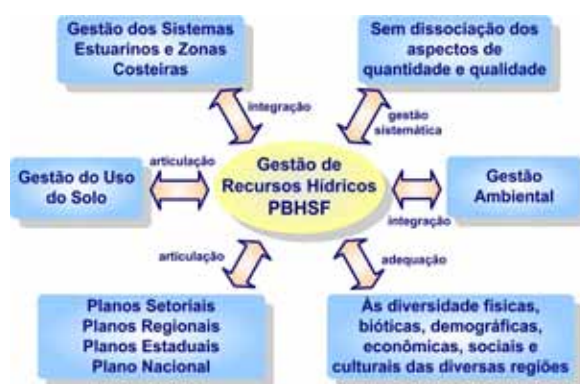 Gestão dos Sistemas
Estuarinos e Zonas
Costeiras
Sem dissociação dos
aspectos de
quantidade e qualidade
integração
gestão
sistemática
Gestão do Uso
do Solo
articulação
Gestão de
Recursos Hídricos
PBHSF
Gestão
Ambiental
integração
articulação
adequação
Planos Setoriais
Planos Regionais
Planos Estaduais
Plano Nacional
Às diversidade físicas,
bióticas, demográficas,
econômicas, sociais e
culturais das diversas regiões